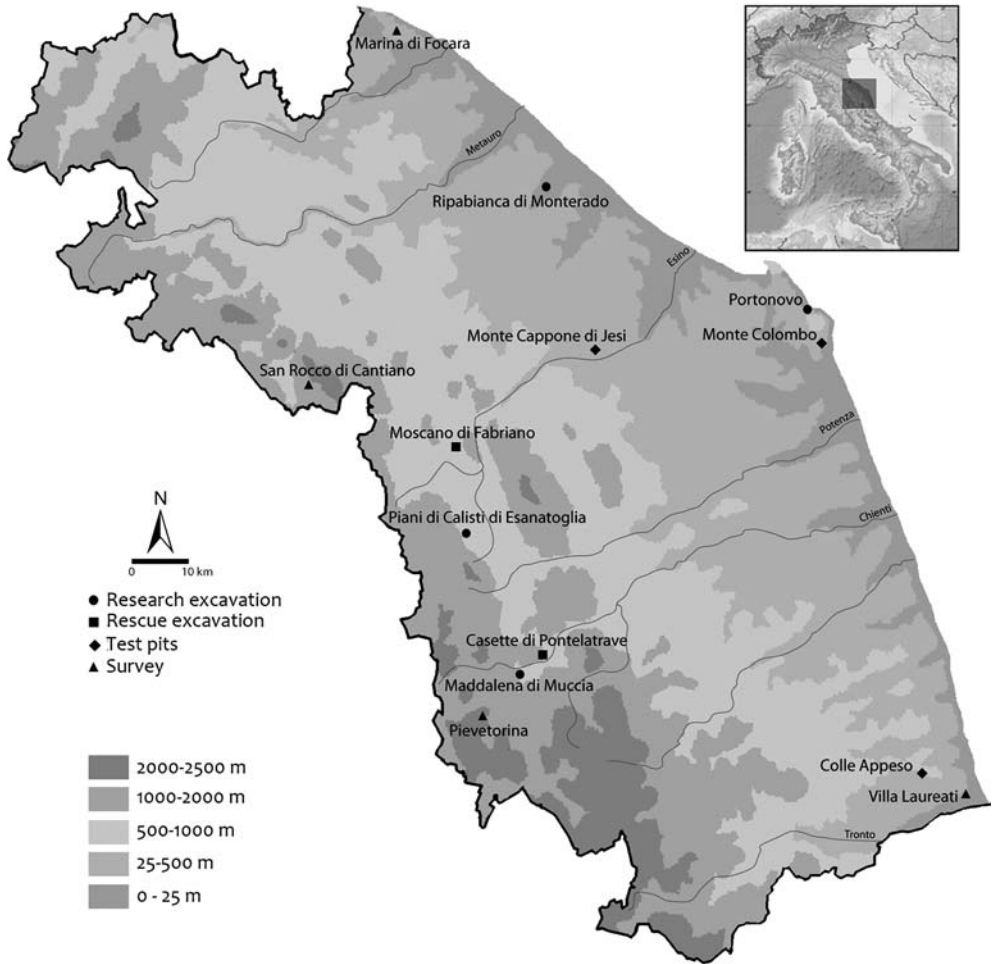 Marina di Focara
Metauro
Ripabianca di Monterado
Esino
Portonovo
Monte Cappone di Jesi
Monte Colombo
San Rocco di Cantiano
Potenza
Moscano di Fabriano
Chienti
Piani di Calisti di Esanatoglia
N
0 10 km
Research excavation
Rescue excavation
Test pits
Survey
Casette di Pontelatrave
Maddalena di Muccia
Pievetorina
Colle Appeso
Villa Laureati
Tronto
2000-2500 m
1000-2000 m
500-1000 m
25-500 m
0 - 25 m